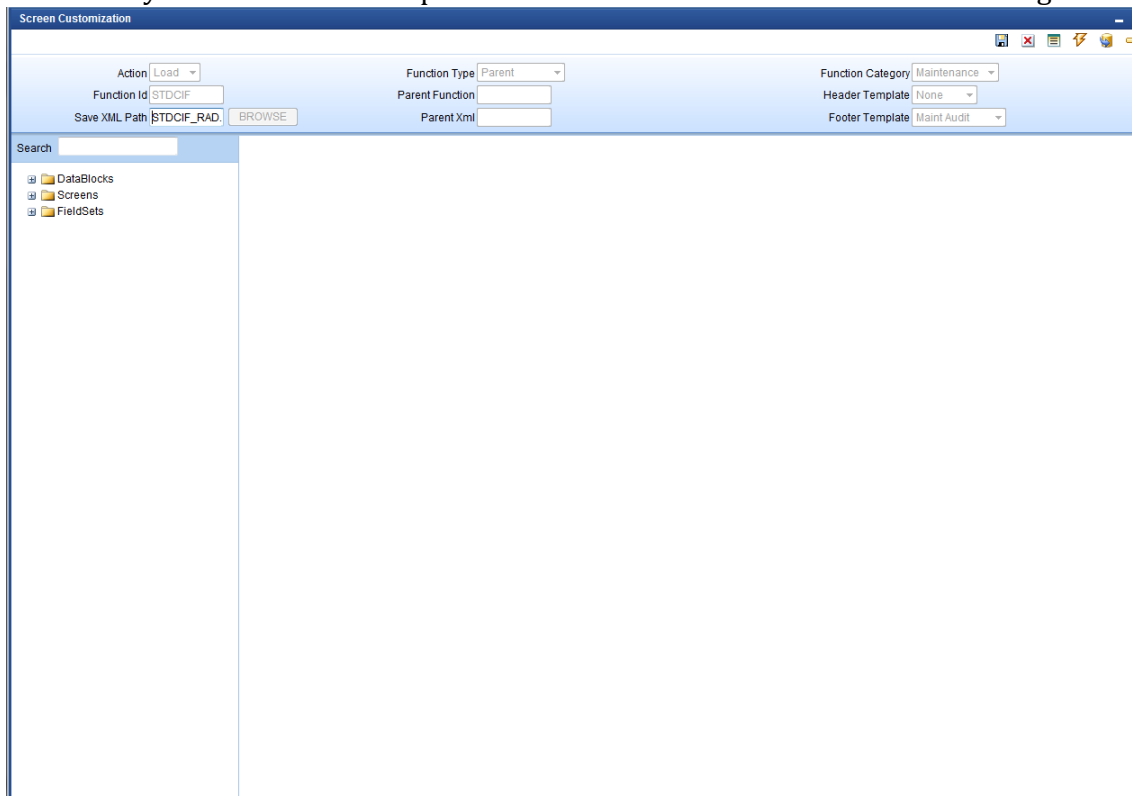 Screen Customization
Action Load Function Type Parent Function Category Maintenance
Function Id STDCIF Parent Function Header Template None
Save XML Path STDCIF_RAD. BROWSE Parent Xml Footer Template Maint Audit
Search
DataBlocks
Screens
FieldSets